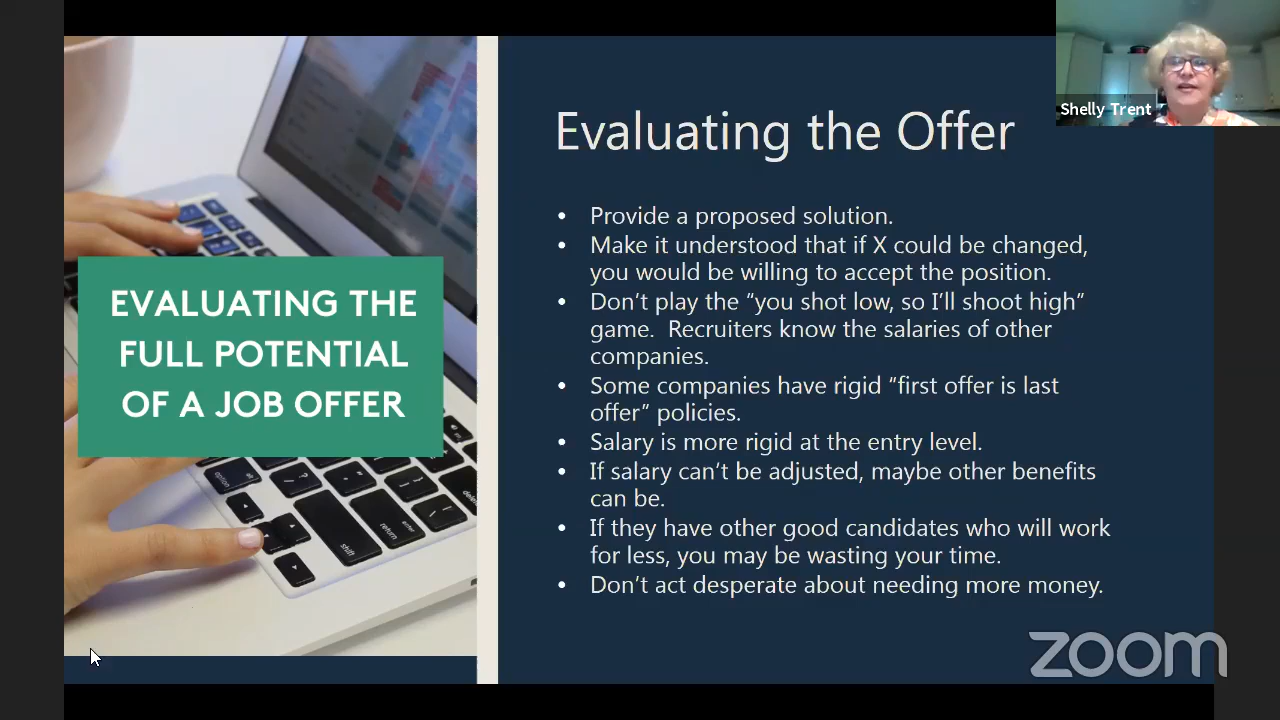 Shelly Trent
Evaluating the Offer
EVALUATING THE
FULL POTENTIAL
OF A JOB OFFER
• Provide a proposed solution.
• Make it understood that if X could be changed,
you would be willing to accept the position.
• Don’t play the “you shot low, so I’ll shoot high”
game.  Recruiters know the salaries of other
companies.
• Some companies have rigid “first offer is last
offer” policies.
• Salary is more rigid at the entry level.
• If salary can’t be adjusted, maybe other benefits
can be.
• If they have other good candidates who will work
for less, you may be wasting your time.
• Don’t act desperate about needing more money.
option
shift
return
enter
zoom